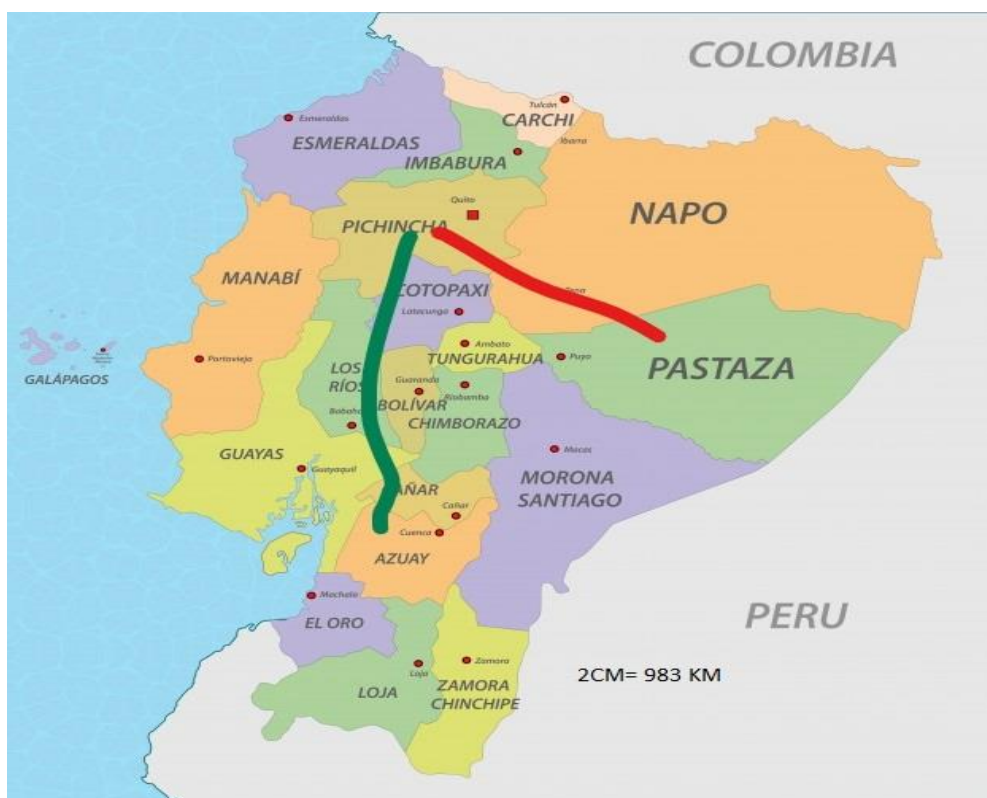 COLOMBIA
Tulcán
CARCHI
Esmeraldas
ESMERALDAS
Ibarra
IMBABURA
Quito
PICHINCHA
NAPO
MANABÍ
COTOPAXI
Latacunga
Ambato
TUNGURAHUA
Portoviejo
Puyo
PASTAZA
GALÁPAGOS
LOS
RÍOS
Guaranda
BOLÍVAR
Riobamba
CHIMBORAZO
GUAYAS
Guayaquil
Macas
MORONA
SANTIAGO
AÑAR
Cañar
Cuenca
AZUAY
Machala
EL ORO
PERU
Loja
LOJA
Zamora
ZAMORA
CHINCHIPE
2CM= 983 KM